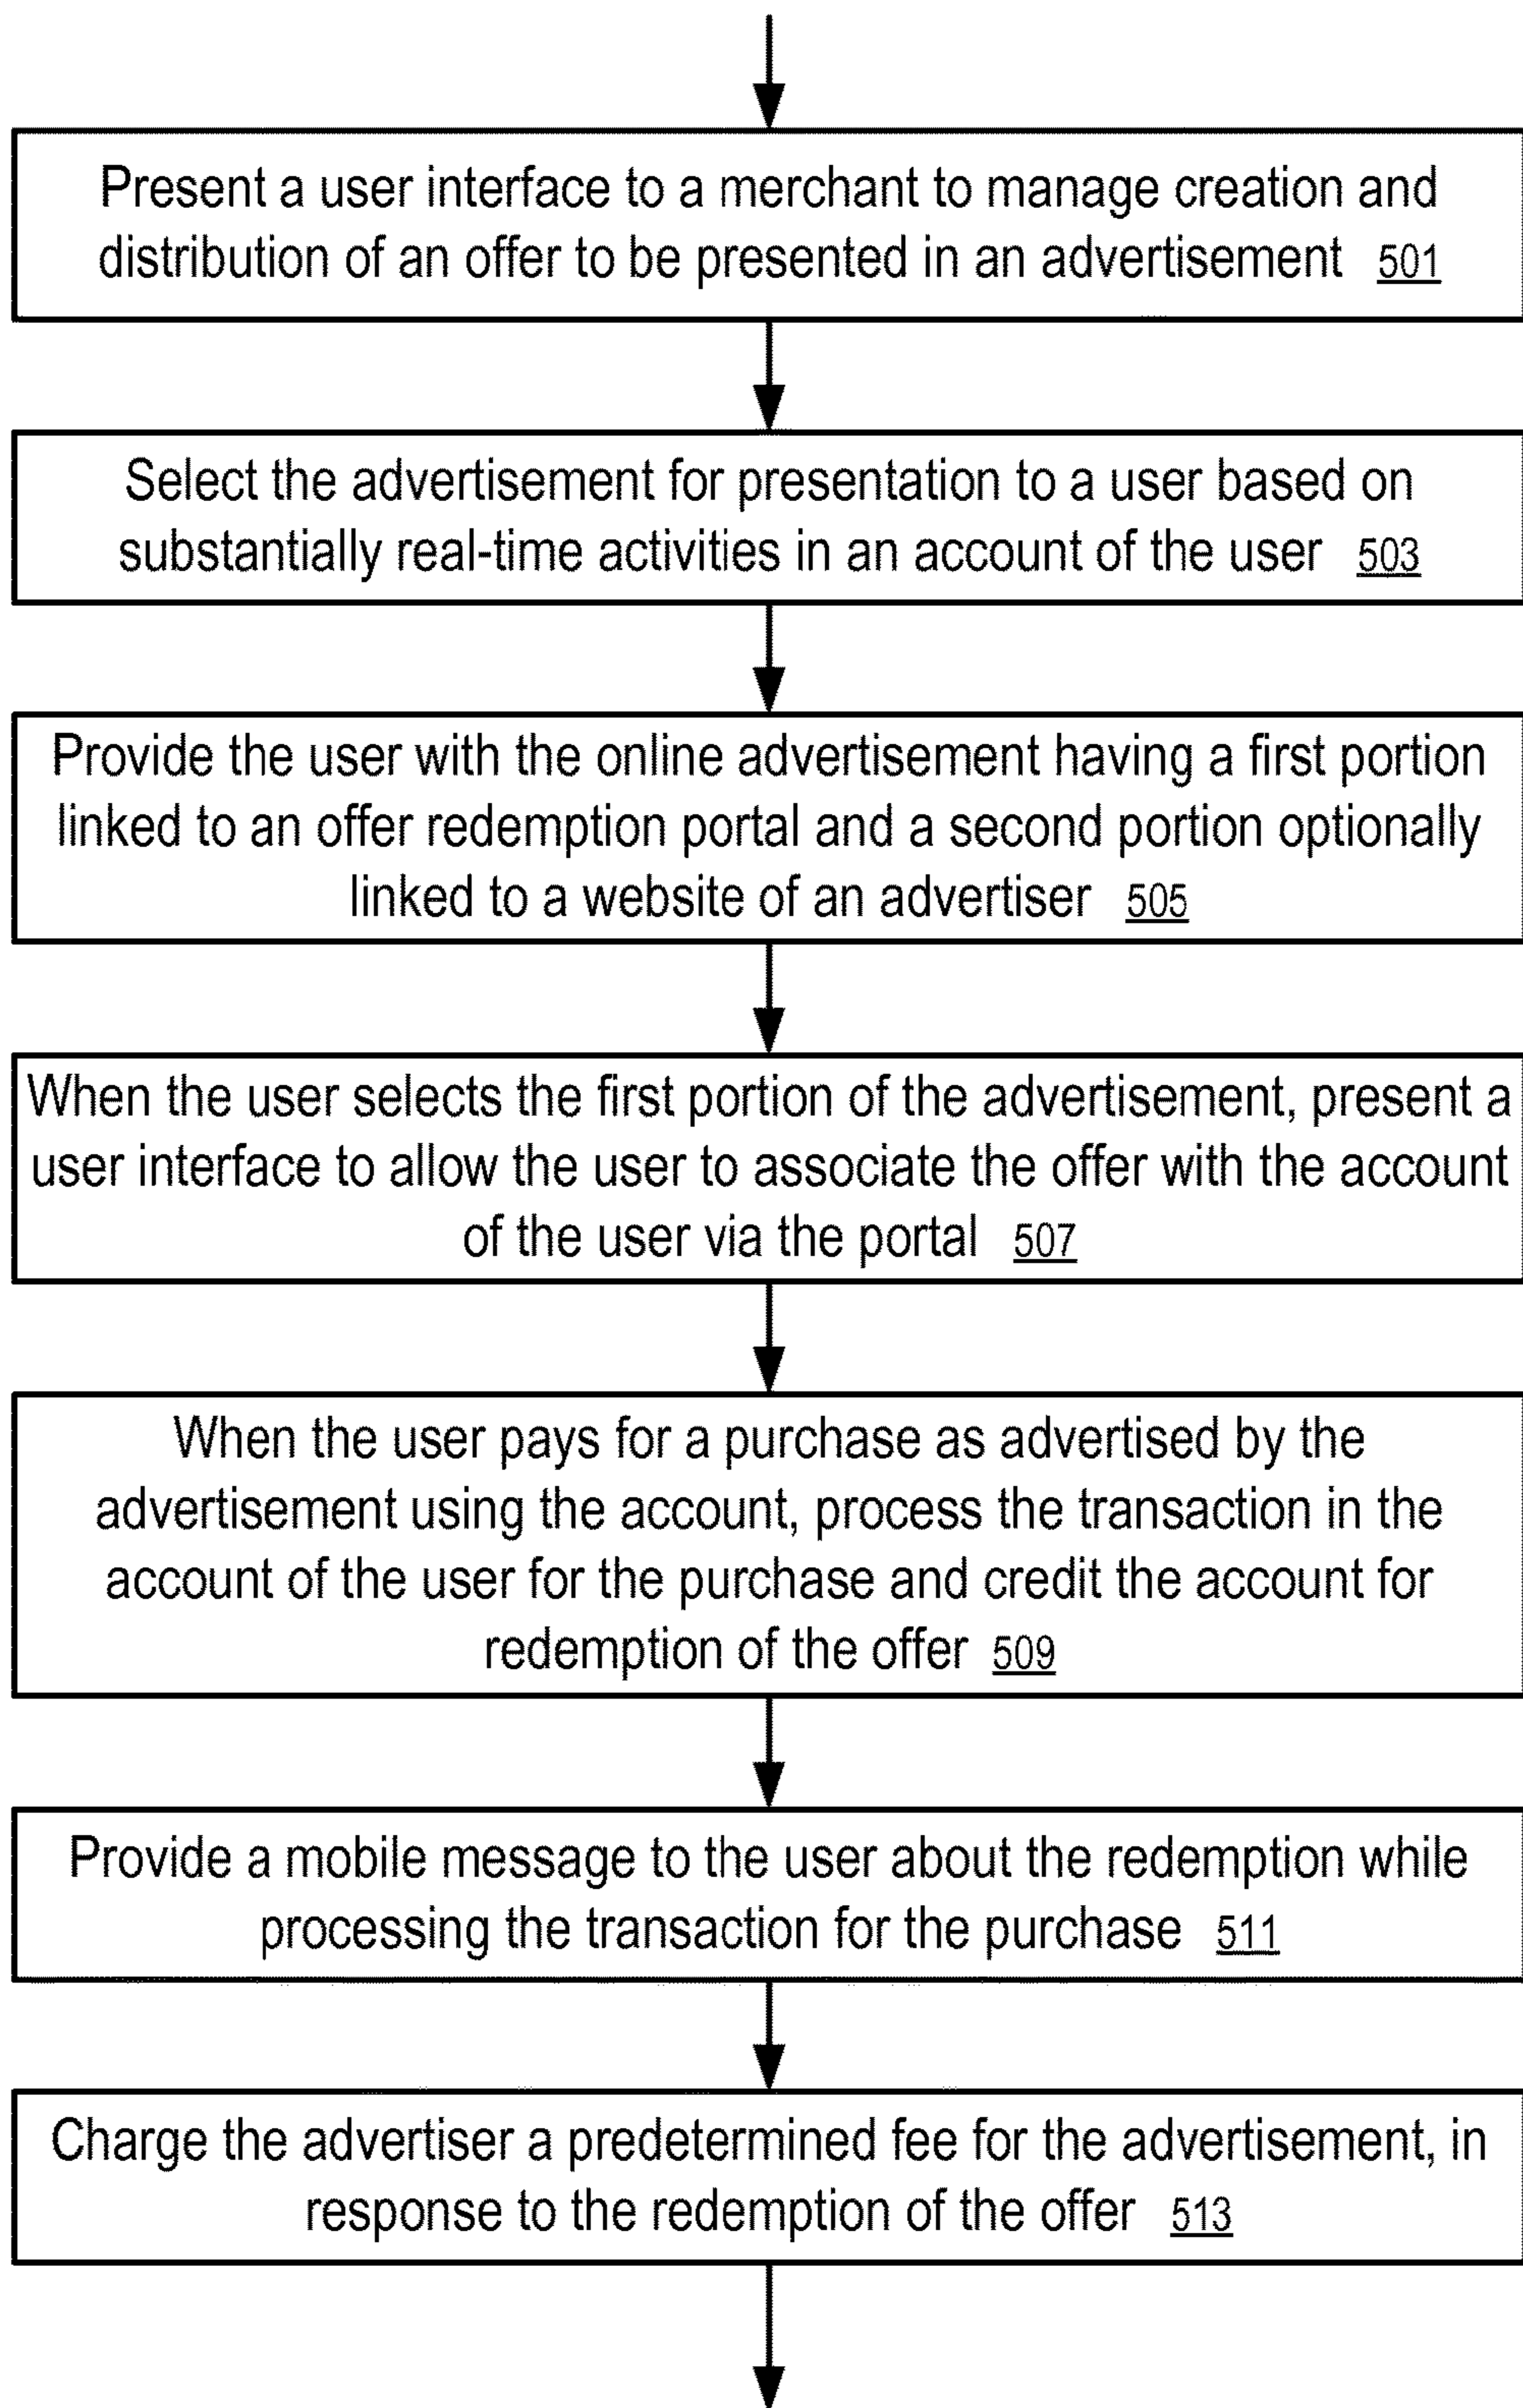 Present a user interface to a merchant to manage creation and
distribution of an offer to be presented in an advertisement 501
Select the advertisement for presentation to a user based on
substantially real-time activities in an account of the user 503
Provide the user with the online advertisement having a first portion
linked to an offer redemption portal and a second portion optionally
linked to a website of an advertiser 505
When the user selects the first portion of the advertisement, present a
user interface to allow the user to associate the offer with the account
of the user via the portal 507
When the user pays for a purchase as advertised by the
advertisement using the account, process the transaction in the
account of the user for the purchase and credit the account for
redemption of the offer 509
Provide a mobile message to the user about the redemption while
processing the transaction for the purchase 511
Charge the advertiser a predetermined fee for the advertisement, in
response to the redemption of the offer 513